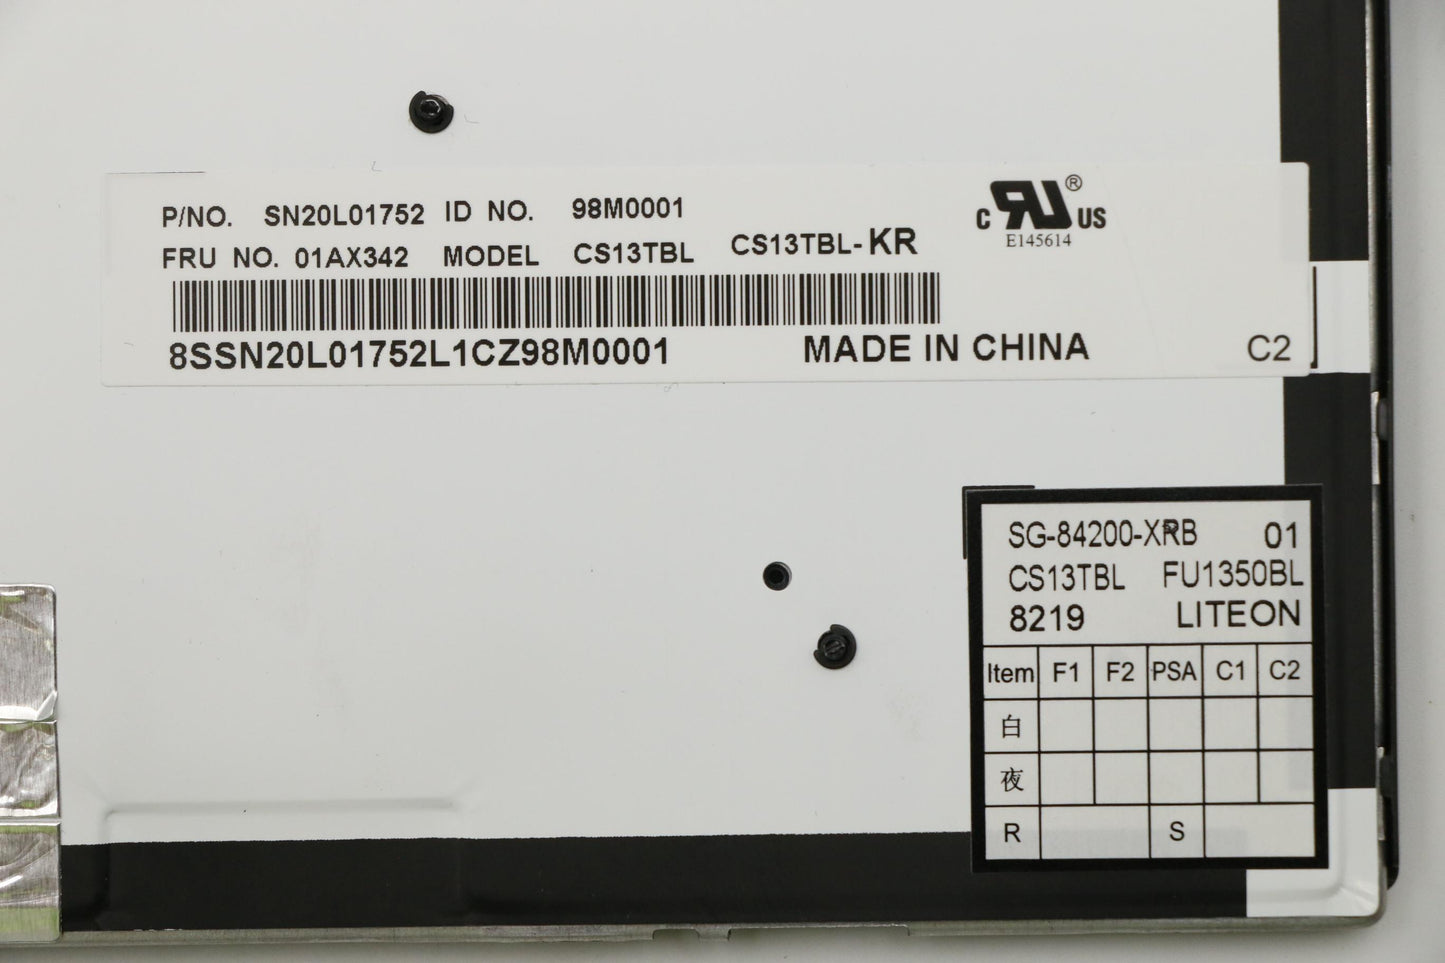 P/NO. SN20L01752 ID NO. 98M0001
FRU NO. 01AX342 MODEL CS13TBL CS13TBL-KR
8SSN20L01752L1CZ98M0001 MADE IN CHINA C2
c RU ® US
E145614
SG-84200-XRB 01
CS13TBL FU1350BL
8219 LITEON
Item F1 F2 PSA C1 C2
白
夜
R S